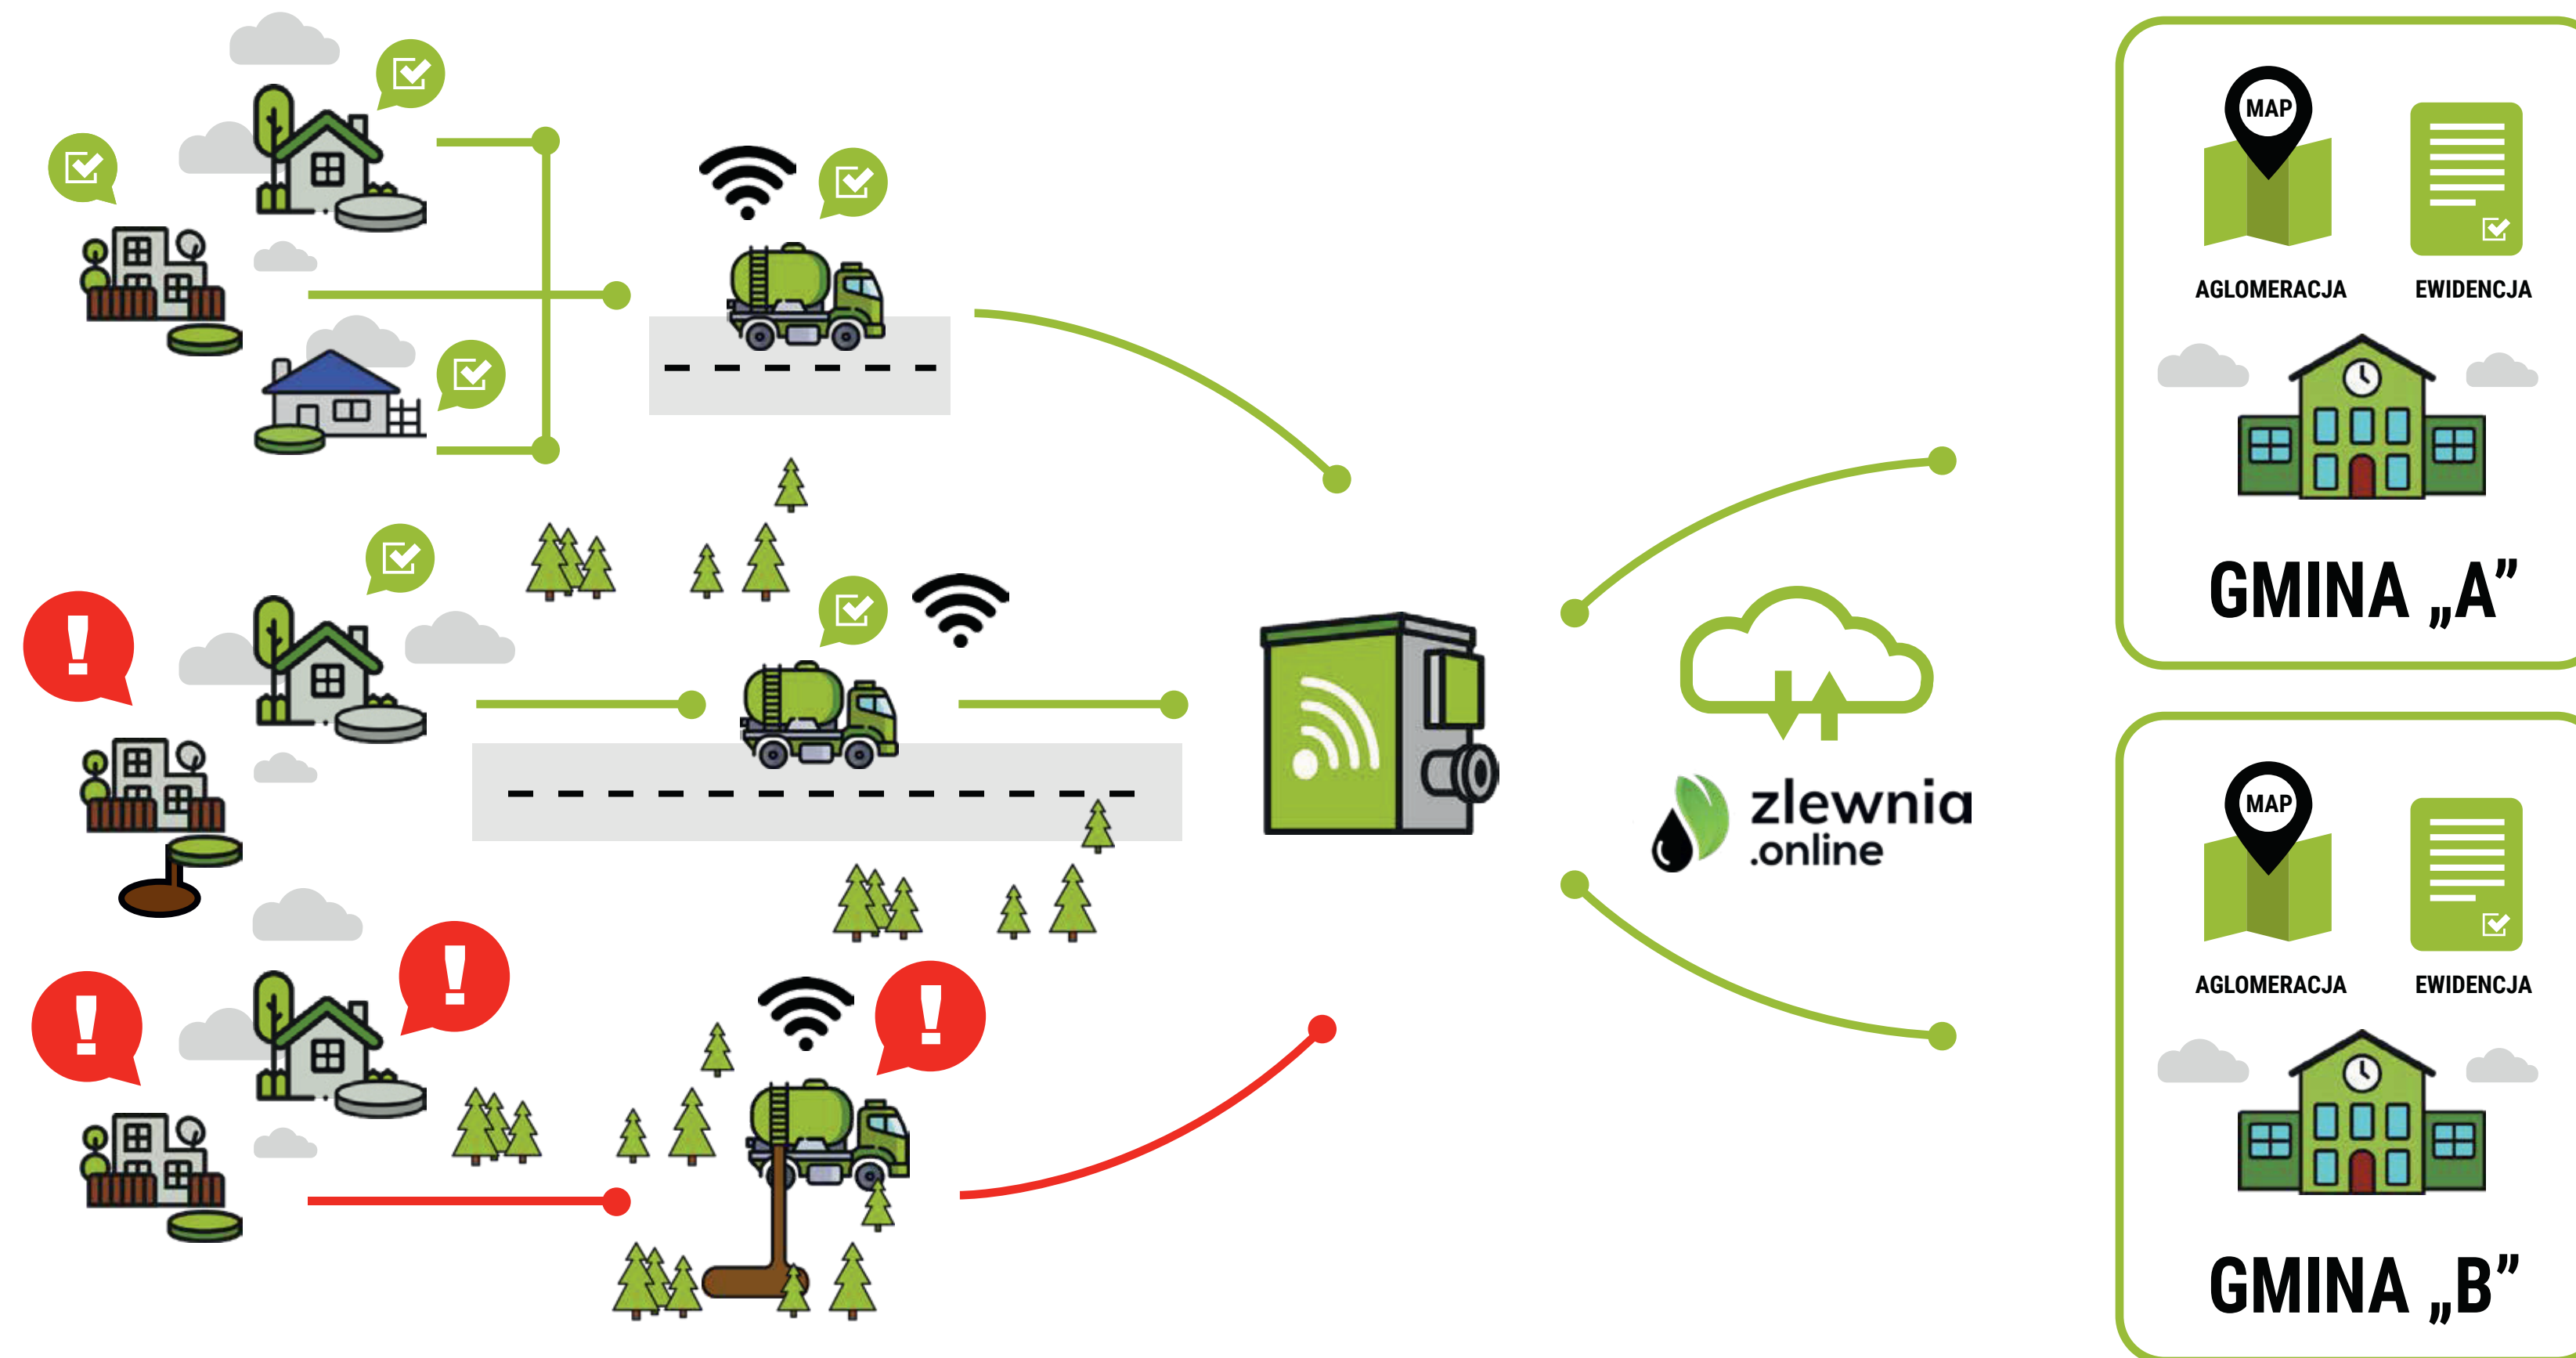 MAP
AGLOMERACJA
EWIDENCJA
GMINA „A”
zlewnia
.online
MAP
AGLOMERACJA
EWIDENCJA
GMINA „B”